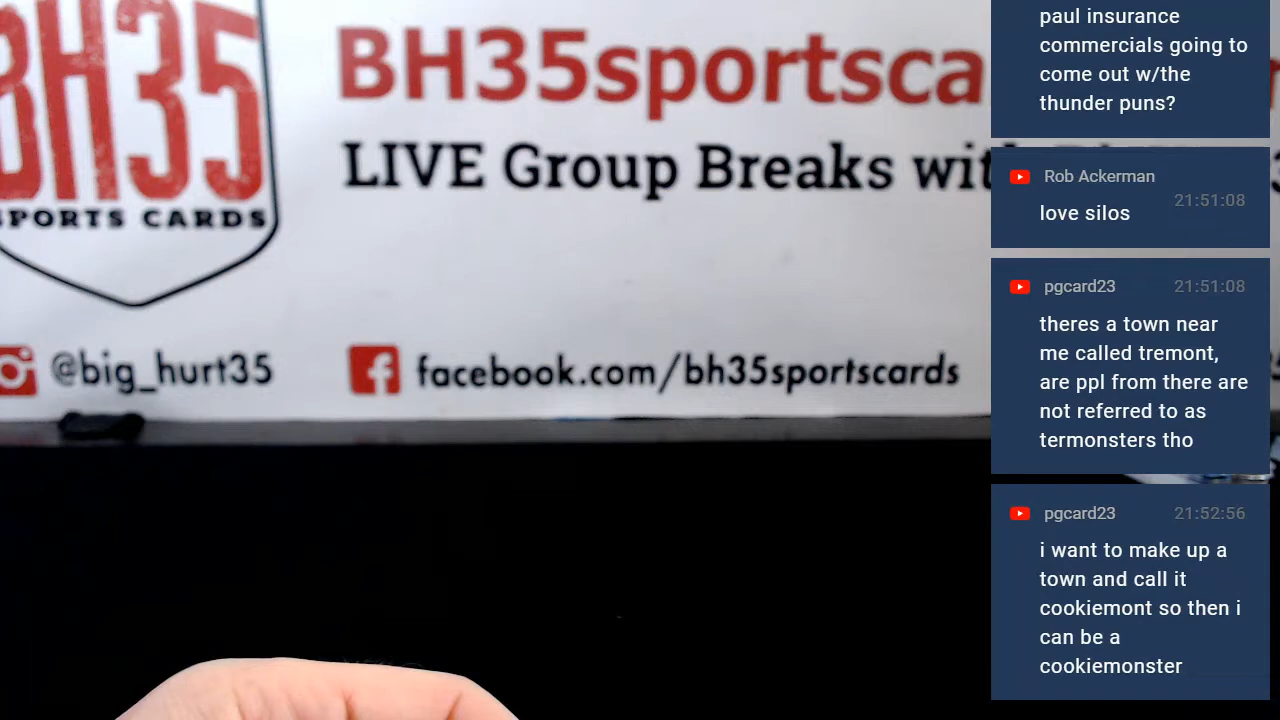 BH35
SPORTS CARDS
BH35sportsca
LIVE Group Breaks with
@big_hurt35
facebook.com/bh35sportscards
paul insurance
commercials going to
come out w/the
thunder puns?
Rob Ackerman
21:51:08
love silos
pgcard23 21:51:08
theres a town near
me called tremont,
are ppl from there are
not referred to as
termonsters tho
pgcard23 21:52:56
i want to make up a
town and call it
cookiemont so then i
can be a
cookiemonster